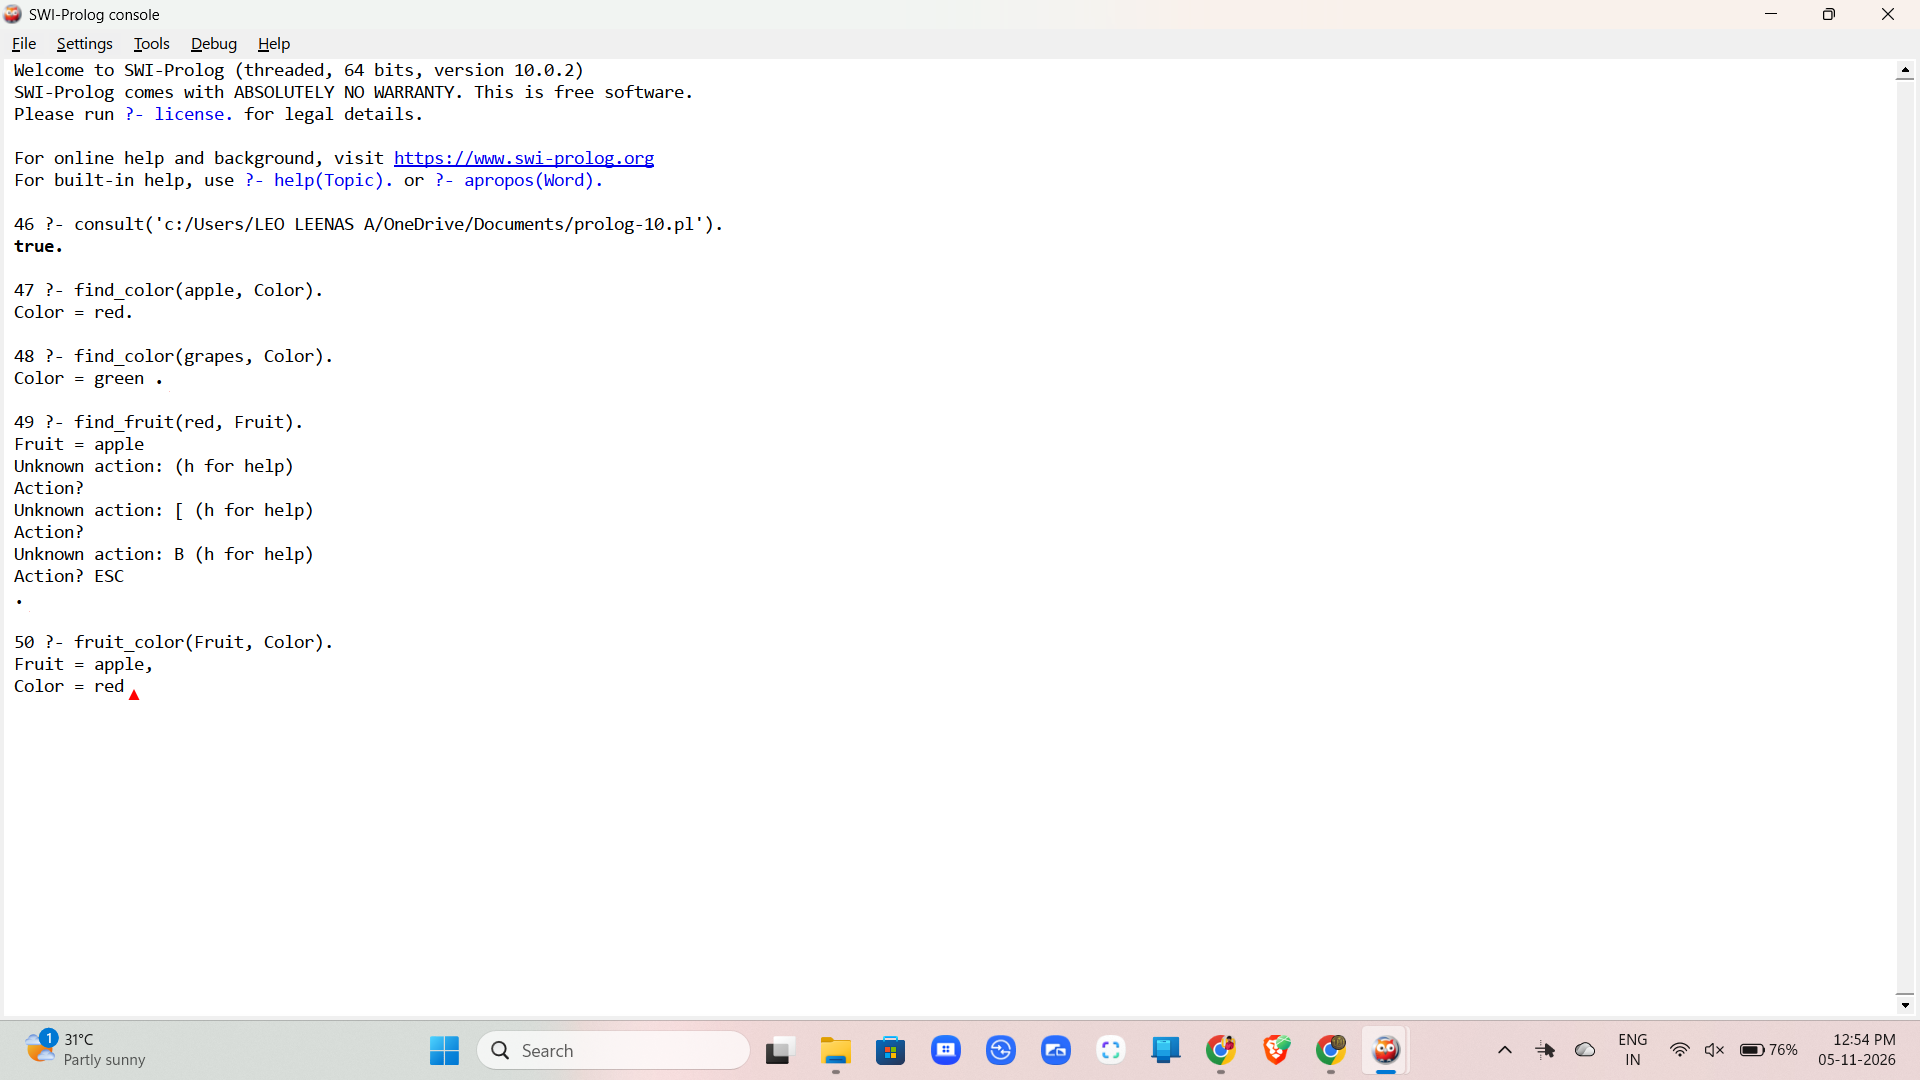 SWI-Prolog console
File Settings Tools Debug Help
Welcome to SWI-Prolog (threaded, 64 bits, version 10.0.2)
SWI-Prolog comes with ABSOLUTELY NO WARRANTY. This is free software.
Please run ?- license. for legal details.
For online help and background, visit https://www.swi-prolog.org
For built-in help, use ?- help(Topic). or ?- apropos(Word).
46 ?- consult('c:/Users/LEO LEENAS A/OneDrive/Documents/prolog-10.pl').
true.
47 ?- find_color(apple, Color).
Color = red.
48 ?- find_color(grapes, Color).
Color = green .
49 ?- find_fruit(red, Fruit).
Fruit = apple
Unknown action: (h for help)
Action?
Unknown action: [ (h for help)
Action?
Unknown action: B (h for help)
Action? ESC
.
50 ?- fruit_color(Fruit, Color).
Fruit = apple,
Color = red
1
31°C
Partly sunny
Search
ENG
IN
76%
12:54 PM
05-11-2026